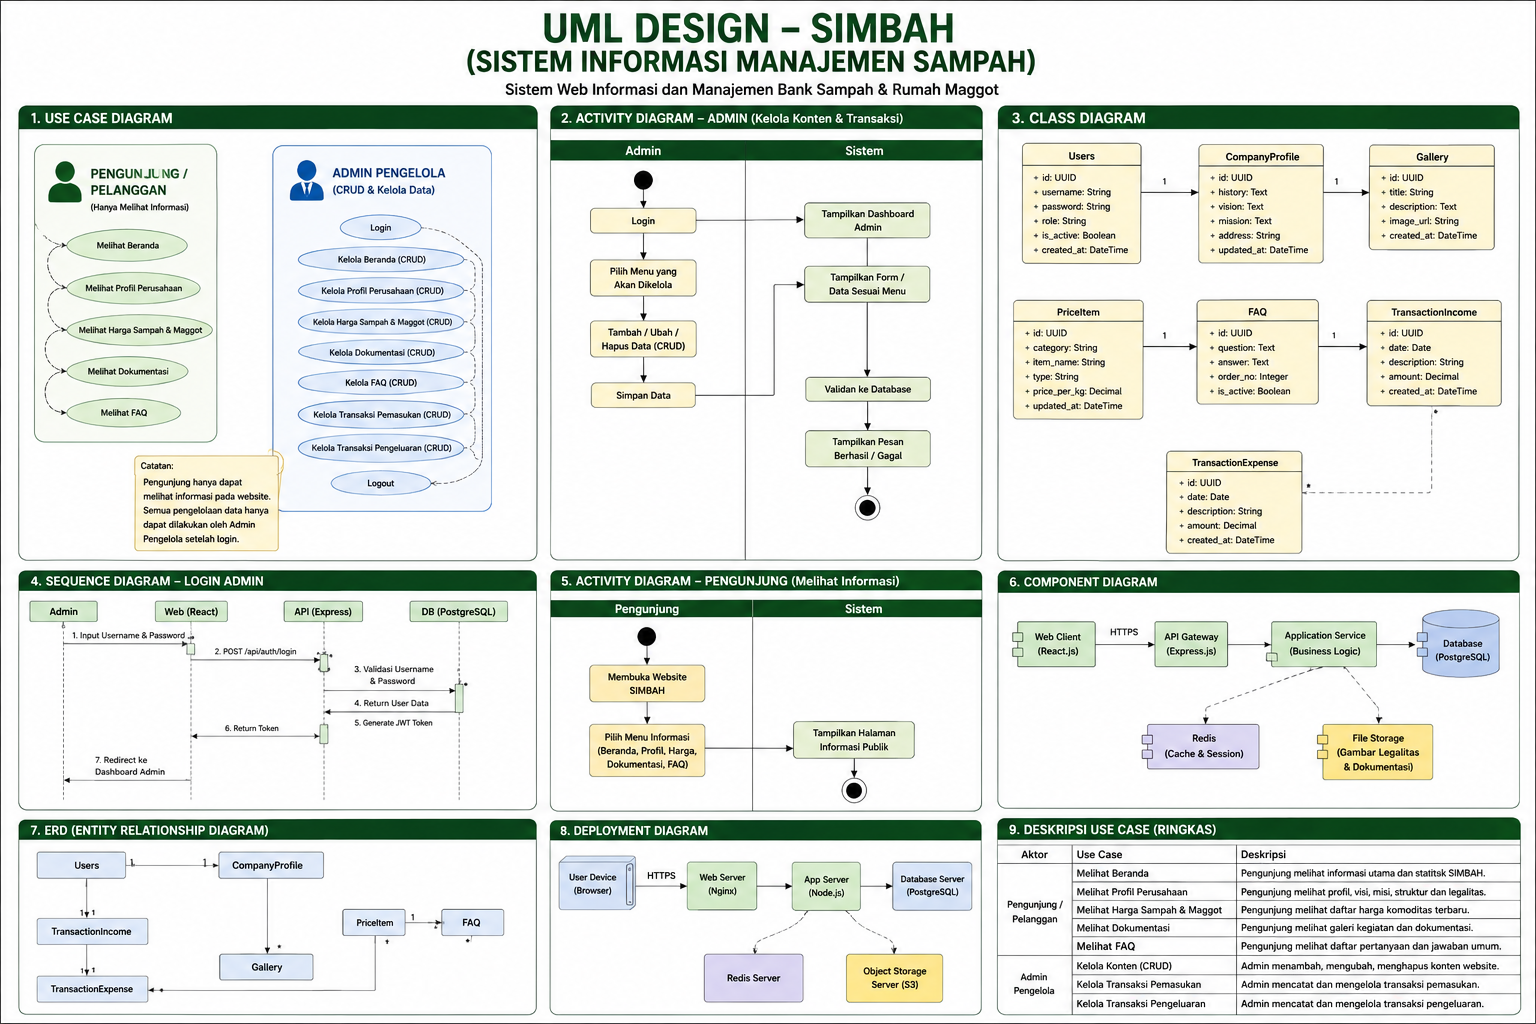 UML DESIGN – SIMBAH
(SISTEM INFORMASI MANAJEMEN SAMPAH)
Sistem Web Informasi dan Manajemen Bank Sampah & Rumah Maggot
1. USE CASE DIAGRAM
PENGUNJUNG /
PELANGGAN
(Hanya Melihat Informasi)
Melihat Beranda
Melihat Profil Perusahaan
Melihat Harga Sampah & Maggot
Melihat Dokumentasi
Melihat FAQ
ADMIN PENGELOLA
(CRUD & Kelola Data)
Login
Kelola Beranda (CRUD)
Kelola Profil Perusahaan (CRUD)
Kelola Harga Sampah & Maggot (CRUD)
Kelola Dokumentasi (CRUD)
Kelola FAQ (CRUD)
Kelola Transaksi Pemasukan (CRUD)
Kelola Transaksi Pengeluaran (CRUD)
Logout
Catatan:
Pengunjung hanya dapat
melihat informasi pada website.
Semua pengelolaan data hanya
dapat dilakukan oleh Admin
Pengelola setelah login.
2. ACTIVITY DIAGRAM – ADMIN (Kelola Konten & Transaksi)
Admin
Sistem
Login
Tampilkan Dashboard
Admin
Pilih Menu yang
Akan Dikelola
Tampilkan Form /
Data Sesuai Menu
Tambah / Ubah /
Hapus Data (CRUD)
Simpan Data
Validan ke Database
Tampilkan Pesan
Berhasil / Gagal
3. CLASS DIAGRAM
Users
+ id: UUID
+ username: String
+ password: String
+ role: String
+ is_active: Boolean
+ created_at: DateTime
1
CompanyProfile
+ id: UUID
+ history: Text
+ vision: Text
+ mission: Text
+ address: String
+ updated_at: DateTime
1
Gallery
+ id: UUID
+ title: String
+ description: Text
+ image_url: String
+ created_at: DateTime
PriceItem
+ id: UUID
+ category: String
+ item_name: String
+ type: String
+ price_per_kg: Decimal
+ updated_at: DateTime
1
FAQ
+ id: UUID
+ question: Text
+ answer: Text
+ order_no: Integer
+ is_active: Boolean
1
TransactionIncome
+ id: UUID
+ date: Date
+ description: String
+ amount: Decimal
+ created_at: DateTime
*
TransactionExpense
+ id: UUID
+ date: Date
+ description: String
+ amount: Decimal
+ created_at: DateTime
*
4. SEQUENCE DIAGRAM – LOGIN ADMIN
Admin
Web (React)
API (Express)
DB (PostgreSQL)
1. Input Username & Password
2. POST /api/auth/login
3. Validasi Username
& Password
4. Return User Data
5. Generate JWT Token
6. Return Token
7. Redirect ke
Dashboard Admin
5. ACTIVITY DIAGRAM – PENGUNJUNG (Melihat Informasi)
Pengunjung
Sistem
Membuka Website
SIMBAH
Pilih Menu Informasi
(Beranda, Profil, Harga,
Dokumentasi, FAQ)
Tampilkan Halaman
Informasi Publik
6. COMPONENT DIAGRAM
Web Client
(React.js)
HTTPS
API Gateway
(Express.js)
Application Service
(Business Logic)
Database
(PostgreSQL)
Redis
(Cache & Session)
File Storage
(Gambar Legalitas
& Dokumentasi)
7. ERD (ENTITY RELATIONSHIP DIAGRAM)
Users
1
1
CompanyProfile
1 1
TransactionIncome
1 1
TransactionExpense
*
*
Gallery
PriceItem
1
*
*
FAQ
*
8. DEPLOYMENT DIAGRAM
User Device
(Browser)
HTTPS
Web Server
(Nginx)
App Server
(Node.js)
Database Server
(PostgreSQL)
Redis Server
Object Storage
Server (S3)
9. DESKRIPSI USE CASE (RINGKAS)
Aktor Use Case Deskripsi
Pengunjung /
Pelanggan
Melihat Beranda Pengunjung melihat informasi utama dan statitsk SIMBAH.
Melihat Profil Perusahaan Pengunjung melihat profil, visi, misi, struktur dan legalitas.
Melihat Harga Sampah & Maggot Pengunjung melihat daftar harga komoditas terbaru.
Melihat Dokumentasi Pengunjung melihat galeri kegiatan dan dokumentasi.
Melihat FAQ Pengunjung melihat daftar pertanyaan dan jawaban umum.
Admin
Pengelola
Kelola Konten (CRUD) Admin menambah, mengubah, menghapus konten website.
Kelola Transaksi Pemasukan Admin mencatat dan mengelola transaksi pemasukan.
Kelola Transaksi Pengeluaran Admin mencatat dan mengelola transaksi pengeluaran.